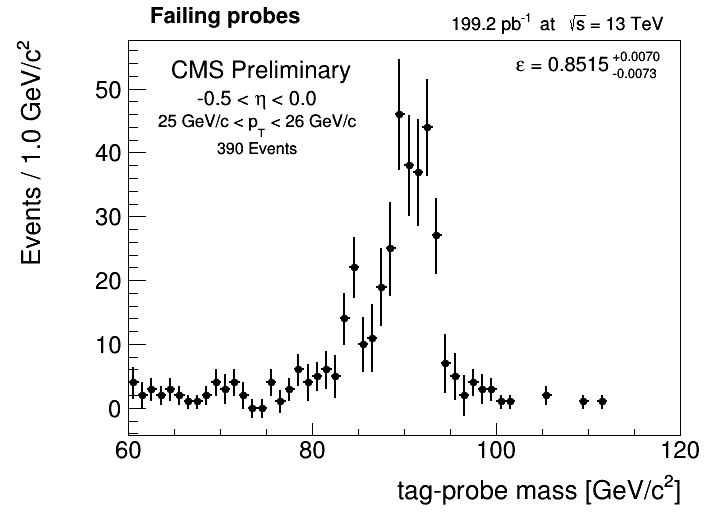 Failing probes
199.2 pb⁻¹ at √s = 13 TeV
CMS Preliminary
-0.5 < η < 0.0
25 GeV/c < p_T < 26 GeV/c
390 Events
ε = 0.8515 +0.0070 -0.0073
Events / 1.0 GeV/c²
50
40
30
20
10
0
60 80 100 120
tag-probe mass [GeV/c²]